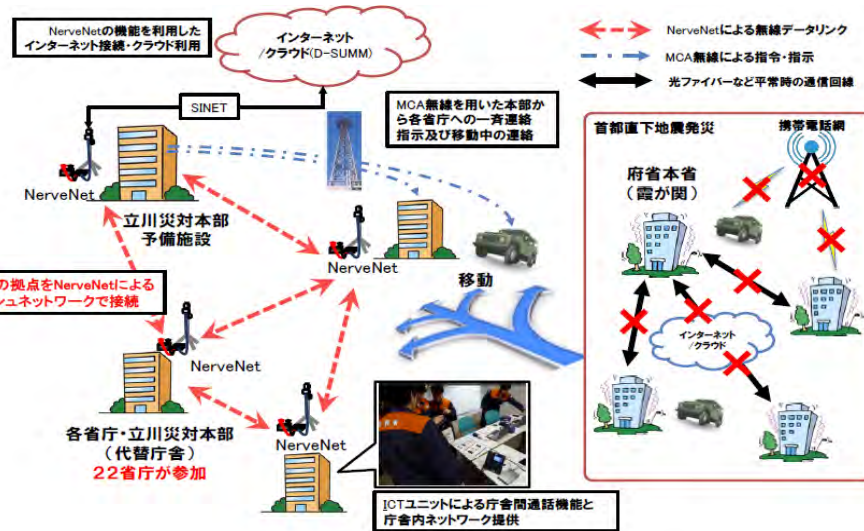 NerveNetの機能を利用した
インターネット接続・クラウド利用
インターネット
/クラウド(D-SUMM)
NerveNetによる無線データリンク
MCA無線による指令・指示
光ファイバーなど平常時の通信回線
SINET
MCA無線を用いた本部か
ら各省庁への一斉連絡
指示及び移動中の連絡
NerveNet
立川災対本部
予備施設
NerveNet
移動
の拠点をNerveNetによる
シュネットワークで接続
NerveNet
各省庁・立川災対本部
(代替庁舎)
22省庁が参加
NerveNet
ICTユニットによる庁舎間通話機能と
庁舎内ネットワーク提供
首都直下地震発災
携帯電話網
府省本省
(霞が関)
インターネット
/クラウド